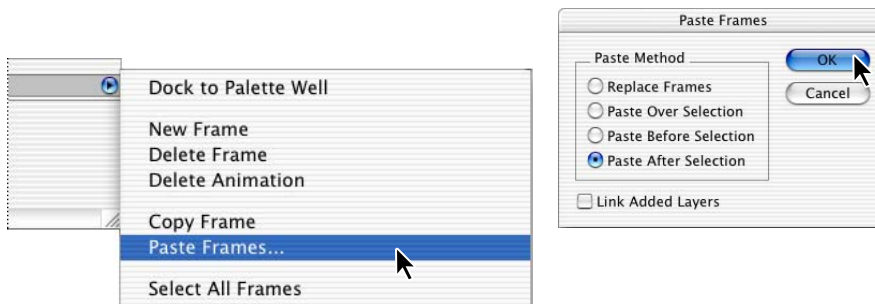 Dock to Palette Well
New Frame
Delete Frame
Delete Animation
Copy Frame
Paste Frames...
Select All Frames
Paste Frames
Paste Method
Replace Frames
Paste Over Selection
Paste Before Selection
Paste After Selection
Link Added Layers
OK
Cancel